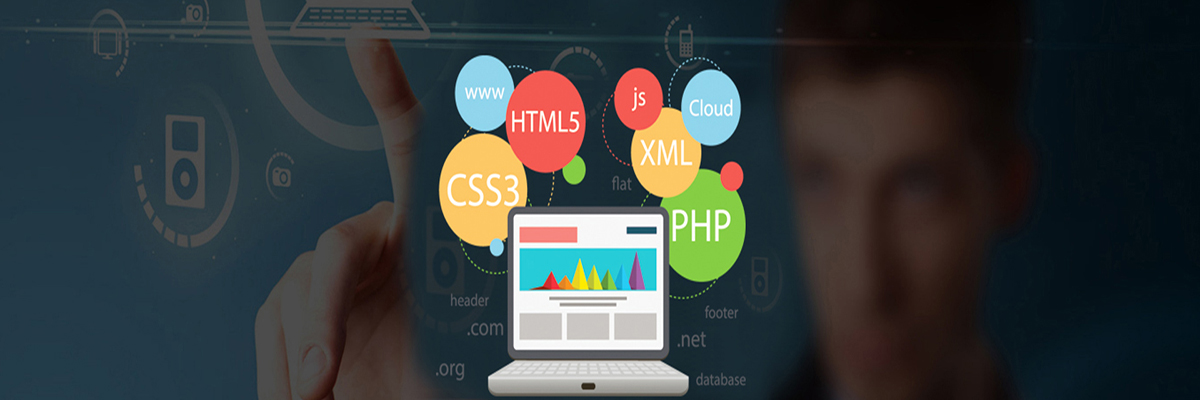 www
HTML5
js
Cloud
XML
CSS3
flat
PHP
header
footer
.com
.net
.org
database